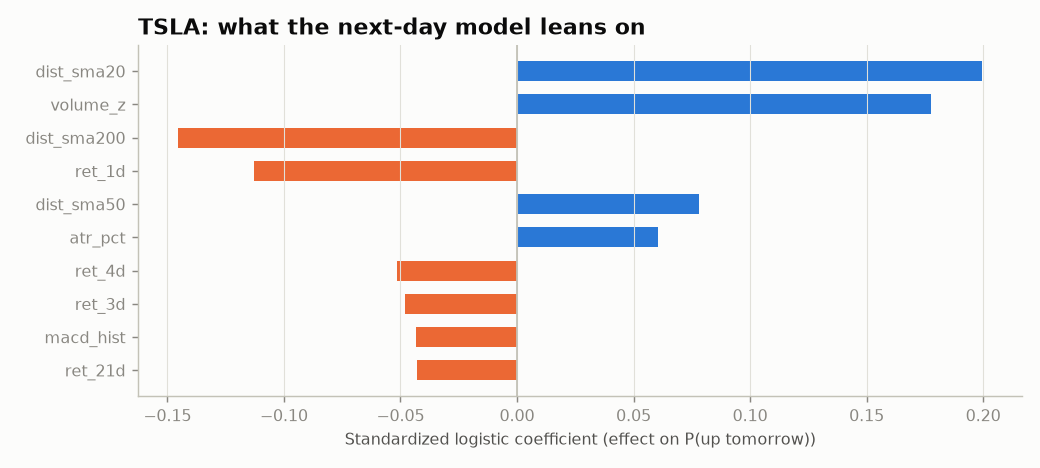 TSLA: what the next-day model leans on
dist_sma20
volume_z
dist_sma200
ret_1d
dist_sma50
atr_pct
ret_4d
ret_3d
macd_hist
ret_21d
−0.15 −0.10 −0.05 0.00 0.05 0.10 0.15 0.20
Standardized logistic coefficient (effect on P(up tomorrow))